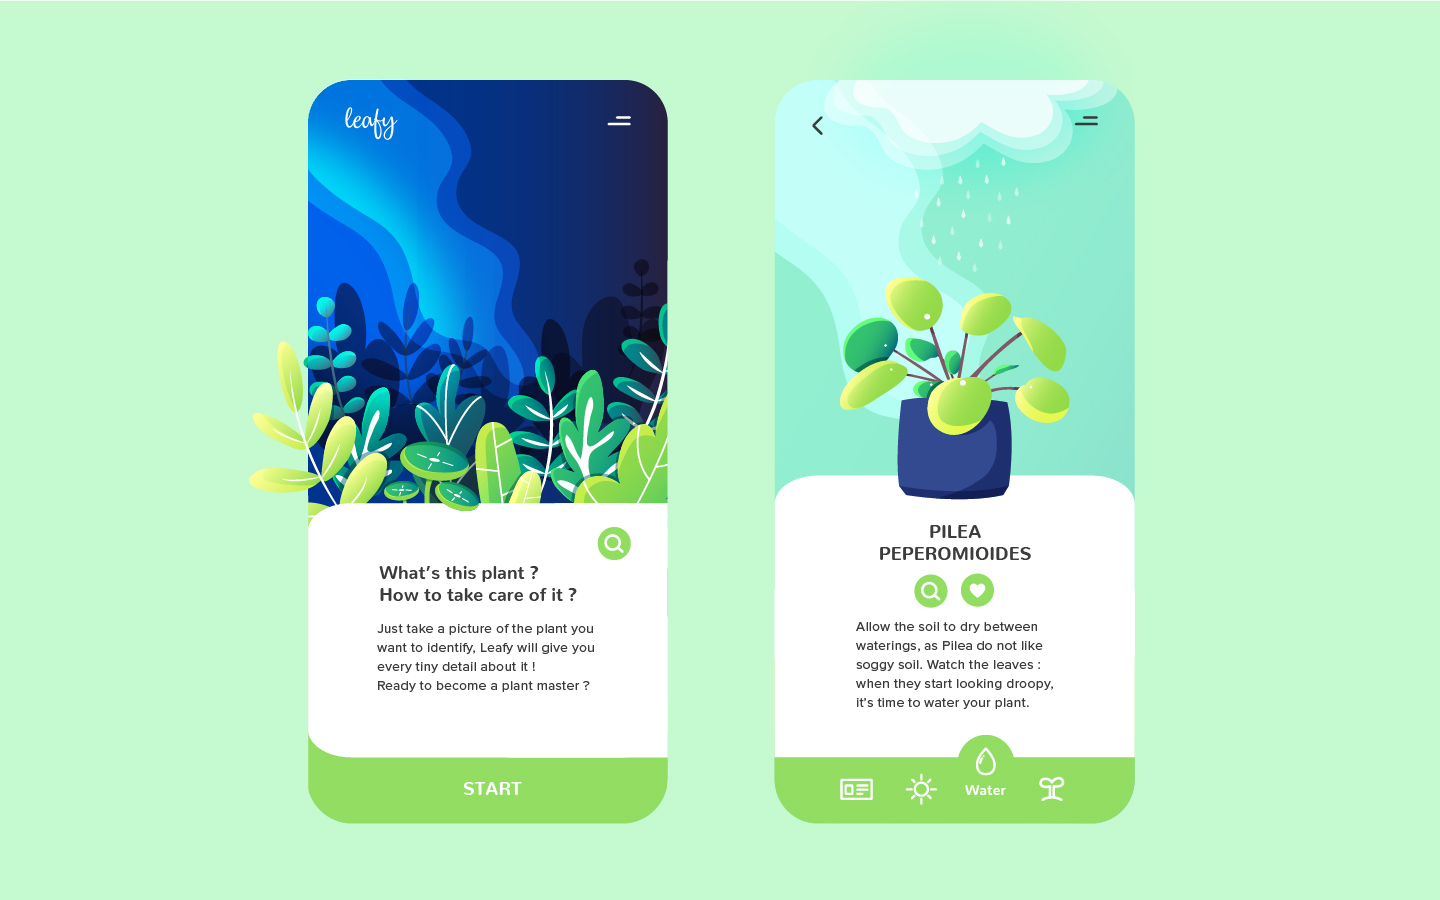 leafy
What's this plant ?
How to take care of it ?
Just take a picture of the plant you
want to identify, Leafy will give you
every tiny detail about it !
Ready to become a plant master ?
START
PILEA
PEPEROMIOIDES
Allow the soil to dry between
waterings, as Pilea do not like
soggy soil. Watch the leaves :
when they start looking droopy,
it's time to water your plant.
Water